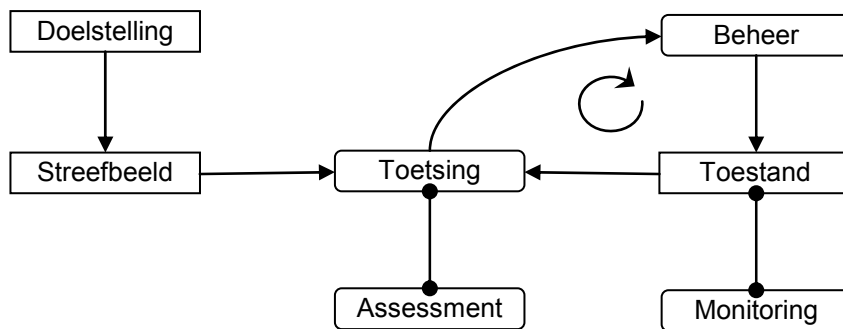 Doelstelling
Beheer
Streefbeeld
Toetsing
Toestand
Assessment
Monitoring